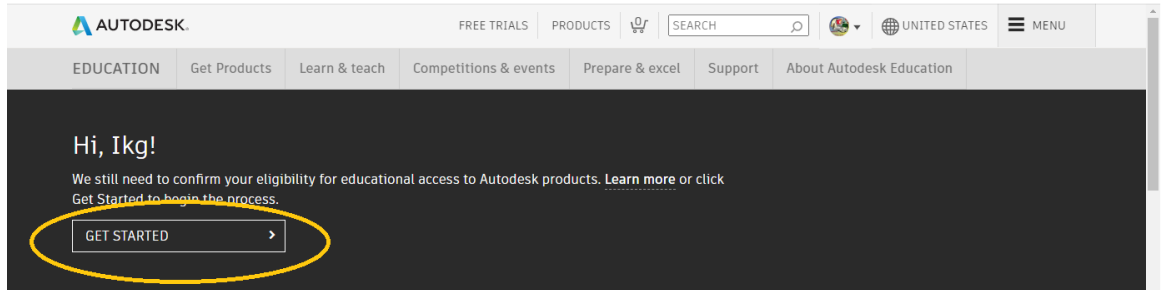 AUTODESK.
FREE TRIALS PRODUCTS 0 SEARCH UNITED STATES MENU
EDUCATION Get Products Learn & teach Competitions & events Prepare & excel Support About Autodesk Education
Hi, Ikg!
We still need to confirm your eligibility for educational access to Autodesk products. Learn more or click
Get Started to begin the process.
GET STARTED